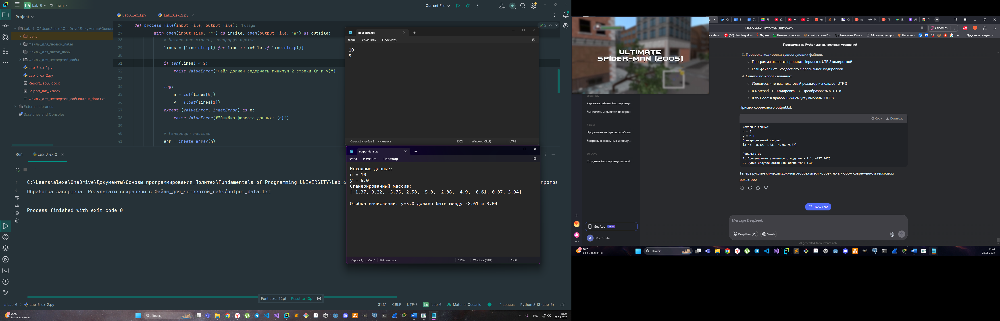 L6 Lab_6 main
Current File
Project
Lab_6 C:\Users\alexe\OneDrive\Документы\Основы
.venv
Файлы_для_первой_лабы
Файлы_для_пятой_лабы
Файлы_для_четвертой_лабы
Lab_6_ex_1.py
Lab_6_ex_2.py
Report_lab_6.docx
~$port_lab_6.docx
Файлы_для_четвертой_лабыoutput_data.txt
External Libraries
Scratches and Consoles
Lab_6_ex_1.py Lab_6_ex_2.py
24 def process_file(input_file, output_file): 1 usage
27 with open(input_file, 'r') as infile, open(output_file, 'w') as outfile:
28 # Читаем все строки, игнорируя пустые
29 lines = [line.strip() for line in infile if line.strip()]
30
31 if len(lines) < 2:
32 raise ValueError("Файл должен содержать минимум 2 строки (n и y)")
33
34 try:
35 n = int(lines[0])
36 y = float(lines[1])
37 except (ValueError, IndexError) as e:
38 raise ValueError(f"Ошибка формата данных: {e}")
39
40 # Генерация массива
41 arr = create_array(n)
2
input_data.txt
Файл Изменить Просмотр
10
5
Строка 2, столбец 2 4 символа 150% Windows (CRLF) UTF-8
output_data.txt
Файл Изменить Просмотр
Исходные данные:
n = 10
y = 5.0
Сгенерированный массив:
[-1.37, 0.22, -3.75, 2.58, -5.8, -2.88, -4.9, -8.61, 0.87, 3.04]
Ошибка вычислений: y=5.0 должно быть между -8.61 и 3.04
Строка 1, столбец 1 178 символов 150% Windows (CRLF) ANSI
Run Lab_6_ex_2
C:\Users\alexe\OneDrive\Документы\Основы_программирования_Политех\Fundamentals_of_Programming_UNIVERSITY\Lab_6
програ
Обработка завершена. Результаты сохранены в Файлы_для_четвертой_лабы/output_data.txt
Process finished with exit code 0
Font size: 22pt Reset to 13pt
Lab_6 Lab_6_ex_2.py
31:31 CRLF UTF-8 L6 Lab_6 Material Oceanic 4 spaces Python 3.13 (Lab_6)
26°C
В осн. солнечно
Поиск
РУС
18:24
28.05.2025
ULTIMATE
SPIDER-MAN (2005)
DeepSeek - Into the Unknown
Спросить
ABP
(10) Simple go kar
Яндекс
Пневматические
construction d'un
Товары из Китая
14 самых распрос
Палубная
Другие закладки
Программа на Python для вычисления уравнений
3. Проверка кодировки существующих файлов:
Программа пытается прочитать input.txt с UTF-8 кодировкой
Если файла нет - создает его с правильной кодировкой
4. Советы по использованию:
Убедитесь, что ваш текстовый редактор использует UTF-8
В Notepad++: "Кодировка" → "Преобразовать в UTF-8"
В VS Code: в правом нижнем углу выбрать "UTF-8"
Пример корректного output.txt:
Copy Download
Исходные данные:
n = 5
y = 2.1
Сгенерированный массив:
[3.45, -8.12, 1.33, -4.56, 9.87]
Результаты:
1. Произведение элементов с модулем > 2.1: -277.9475
2. Сумма модулей остальных элементов: 1.33
Теперь русские символы должны отображаться корректно в любом современном текстовом
редакторе.
New chat
Message DeepSeek
DeepThink (R1) Search
AI-generated, for reference only
Yesterday
Курсовая работа: блокировщик
Вычислить и вывести на экран
7 Days
Продолжение фразы о соблюд
Вопросы о наземных и воздуш
30 Days
Создание блокировщика спой
Get App NEW
A My Profile
26°C
В осн. солнечно
Поиск
18:24
28.05.2025